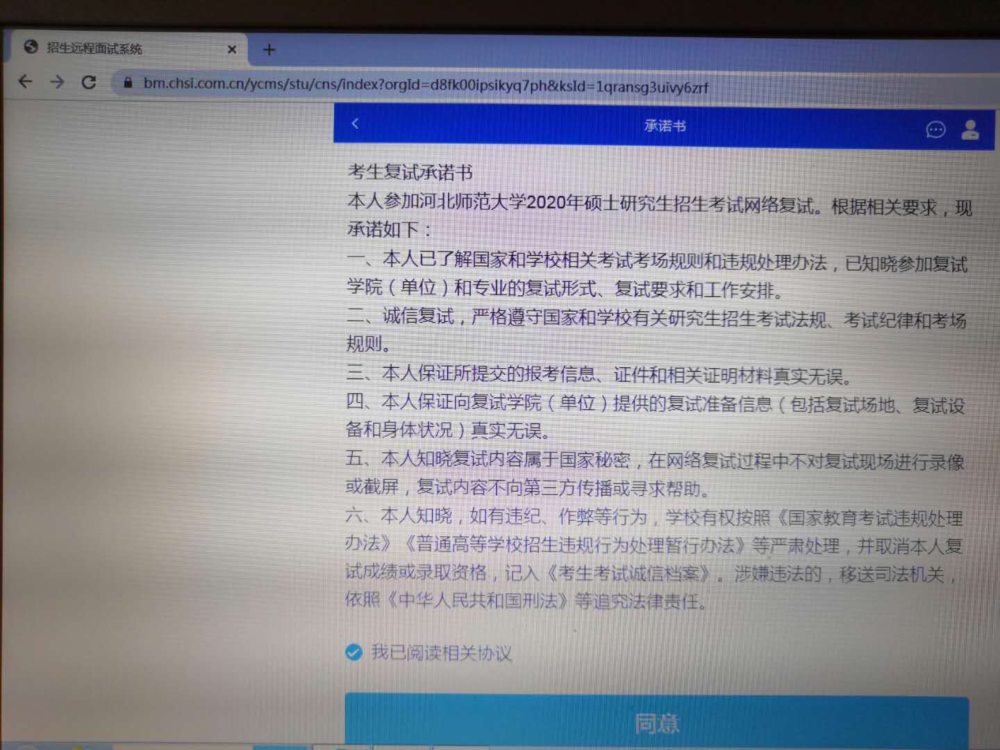 招生远程面试系统
bm.chsi.com.cn/ycms/stu/cns/index?orgId=d8fk00ipsikyq7ph&ksId=1qransg3uivy6zrf
承诺书
考生复试承诺书
本人参加河北师范大学2020年硕士研究生招生考试网络复试。根据相关要求，现
承诺如下：
一、本人已了解国家和学校相关考试考场规则和违规处理办法，已知晓参加复试
学院（单位）和专业的复试形式、复试要求和工作安排。
二、诚信复试，严格遵守国家和学校有关研究生招生考试法规、考试纪律和考场
规则。
三、本人保证所提交的报考信息、证件和相关证明材料真实无误。
四、本人保证向复试学院（单位）提供的复试准备信息（包括复试场地、复试设
备和身体状况）真实无误。
五、本人知晓复试内容属于国家秘密，在网络复试过程中不对复试现场进行录像
或截屏，复试内容不向第三方传播或寻求帮助。
六、本人知晓，如有违纪、作弊等行为，学校有权按照《国家教育考试违规处理
办法》《普通高等学校招生违规行为处理暂行办法》等严肃处理，并取消本人复
试成绩或录取资格，记入《考生考试诚信档案》。涉嫌违法的，移送司法机关，
依照《中华人民共和国刑法》等追究法律责任。
我已阅读相关协议
同意